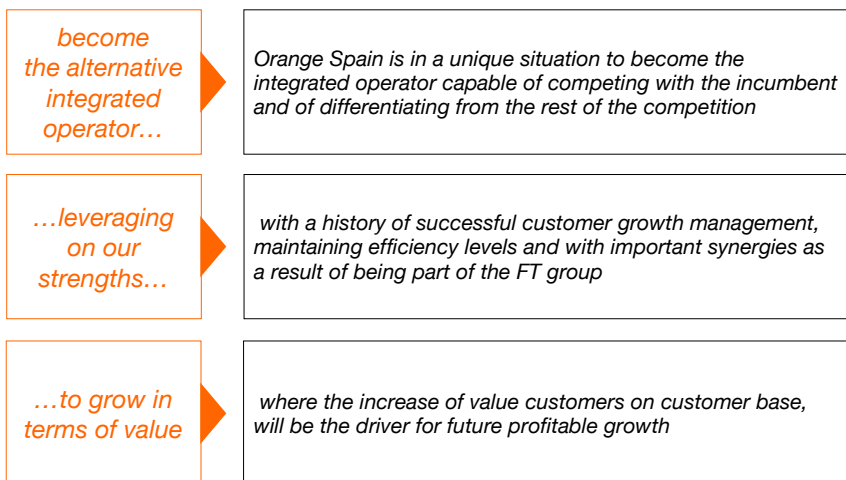 become
the alternative
integrated
operator…
Orange Spain is in a unique situation to become the
integrated operator capable of competing with the incumbent
and of differentiating from the rest of the competition
…leveraging
on our
strengths…
with a history of successful customer growth management,
maintaining efficiency levels and with important synergies as
a result of being part of the FT group
…to grow in
terms of value
where the increase of value customers on customer base,
will be the driver for future profitable growth